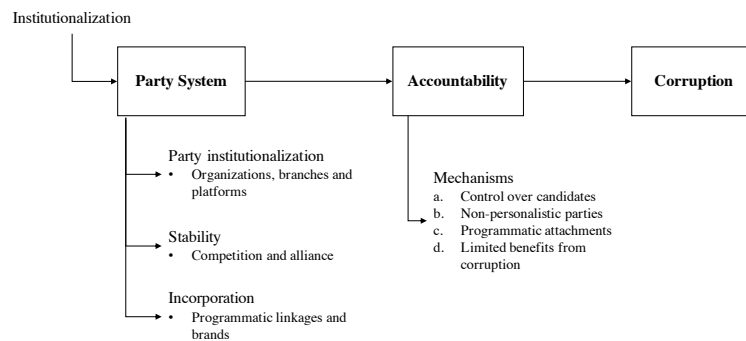 Institutionalization
Party System
Accountability
Corruption
Party institutionalization
• Organizations, branches and
platforms
Stability
• Competition and alliance
Incorporation
• Programmatic linkages and
brands
Mechanisms
a. Control over candidates
b. Non-personalistic parties
c. Programmatic attachments
d. Limited benefits from
corruption